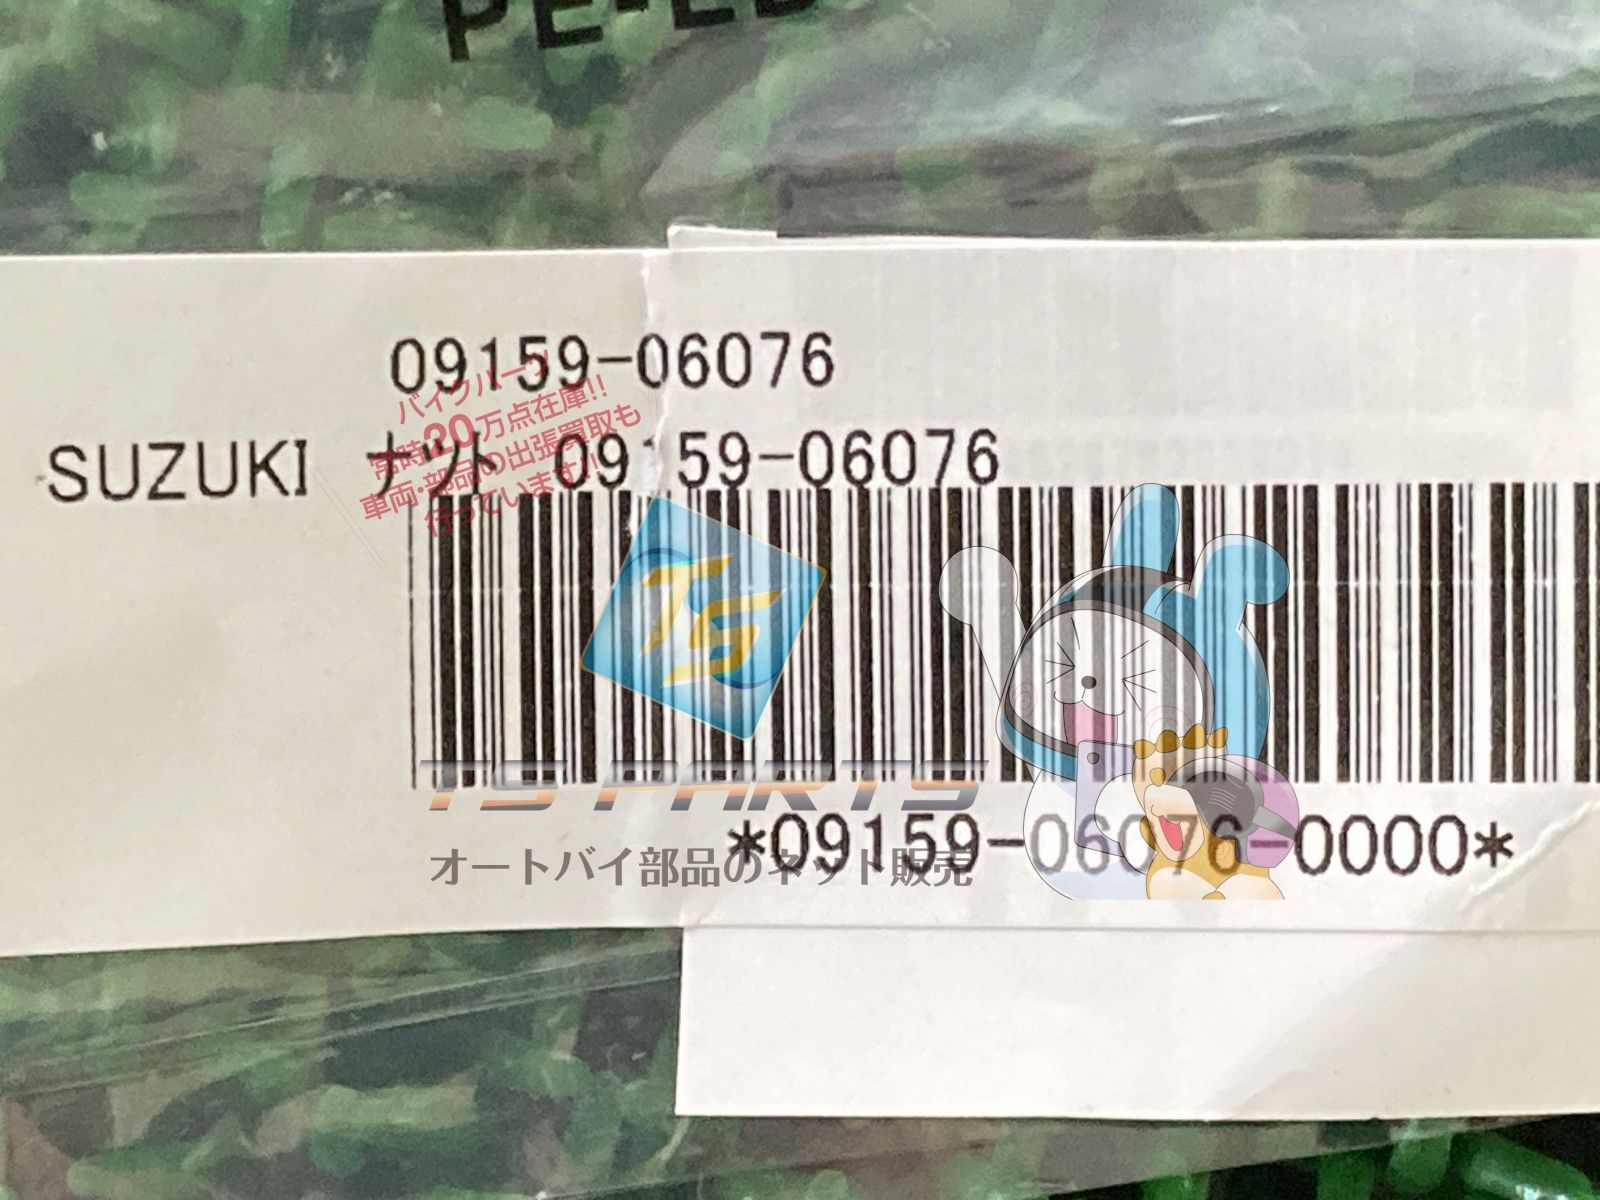 PE-LD
09159-06076
SUZUKI ナツト 09159-06076
バイクパーツ
常時20万点在庫!!
車両・部品の出張買取も
行っています!!
TS
TS PARTS
*09159-06076-0000*
オートバイ部品のネット販売